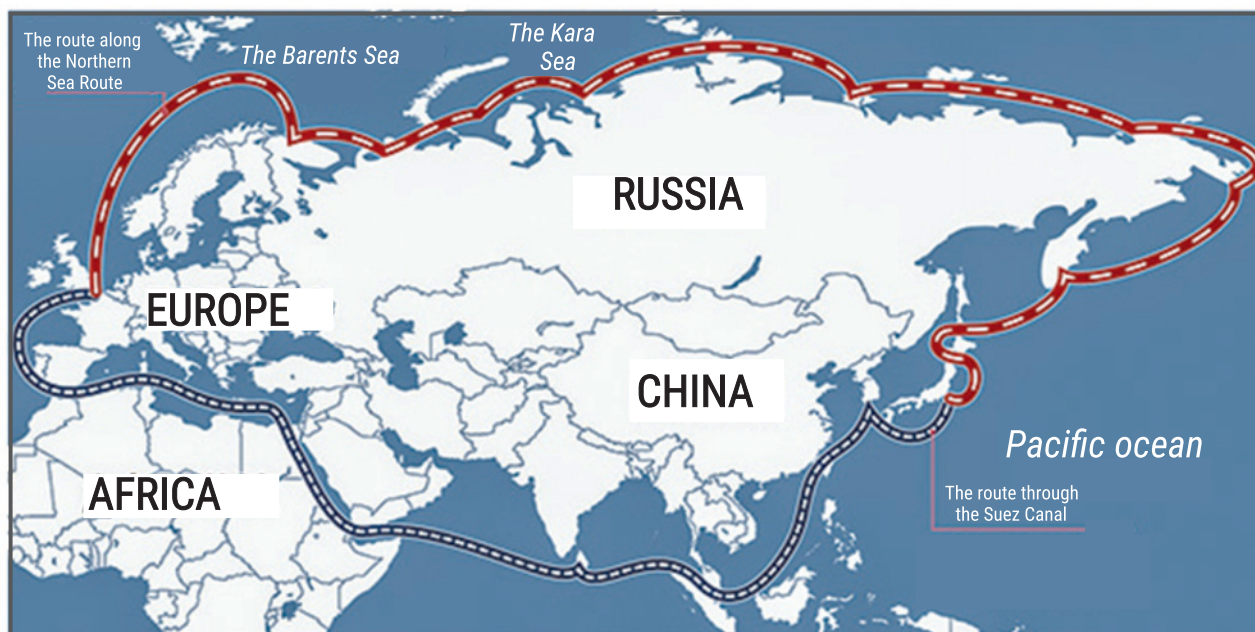 The route along
the Northern
Sea Route
The Barents Sea
The Kara
Sea
RUSSIA
EUROPE
CHINA
AFRICA
Pacific ocean
The route through
the Suez Canal